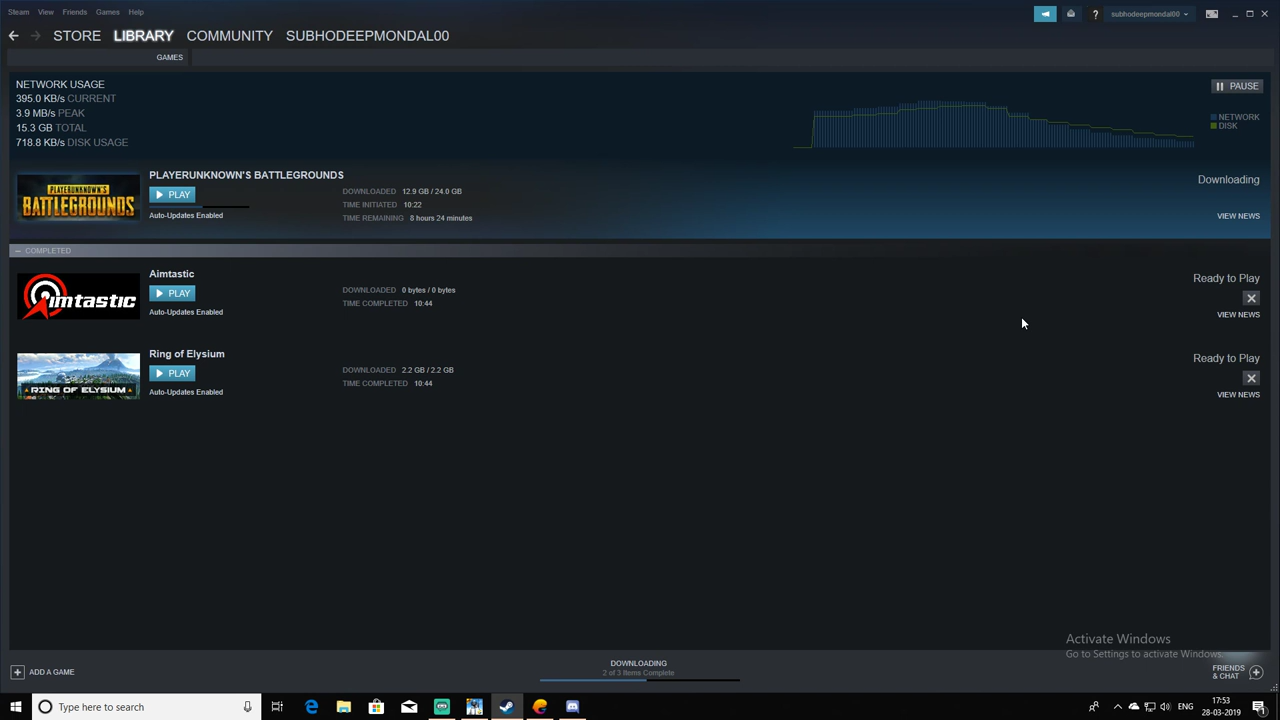 Steam View Friends Games Help
subhodeepmondal00
STORE LIBRARY COMMUNITY SUBHODEEPMONDAL00
GAMES
NETWORK USAGE
395.0 KB/s CURRENT
3.9 MB/s PEAK
15.3 GB TOTAL
718.8 KB/s DISK USAGE
PAUSE
NETWORK
DISK
PLAYERUNKNOWN'S BATTLEGROUNDS
PLAYERUNKNOWN'S
BATTLEGROUNDS
PLAY
Auto-Updates Enabled
DOWNLOADED 12.9 GB / 24.0 GB
TIME INITIATED 10:22
TIME REMAINING 8 hours 24 minutes
Downloading
VIEW NEWS
COMPLETED
Aimtastic
aimtastic
PLAY
Auto-Updates Enabled
DOWNLOADED 0 bytes / 0 bytes
TIME COMPLETED 10:44
Ready to Play
VIEW NEWS
Ring of Elysium
RING OF ELYSIUM
PLAY
Auto-Updates Enabled
DOWNLOADED 2.2 GB / 2.2 GB
TIME COMPLETED 10:44
Ready to Play
VIEW NEWS
Activate Windows
Go to Settings to activate Windows.
ADD A GAME
DOWNLOADING
2 of 3 Items Complete
FRIENDS
& CHAT
Type here to search
ENG
17:53
28-03-2019